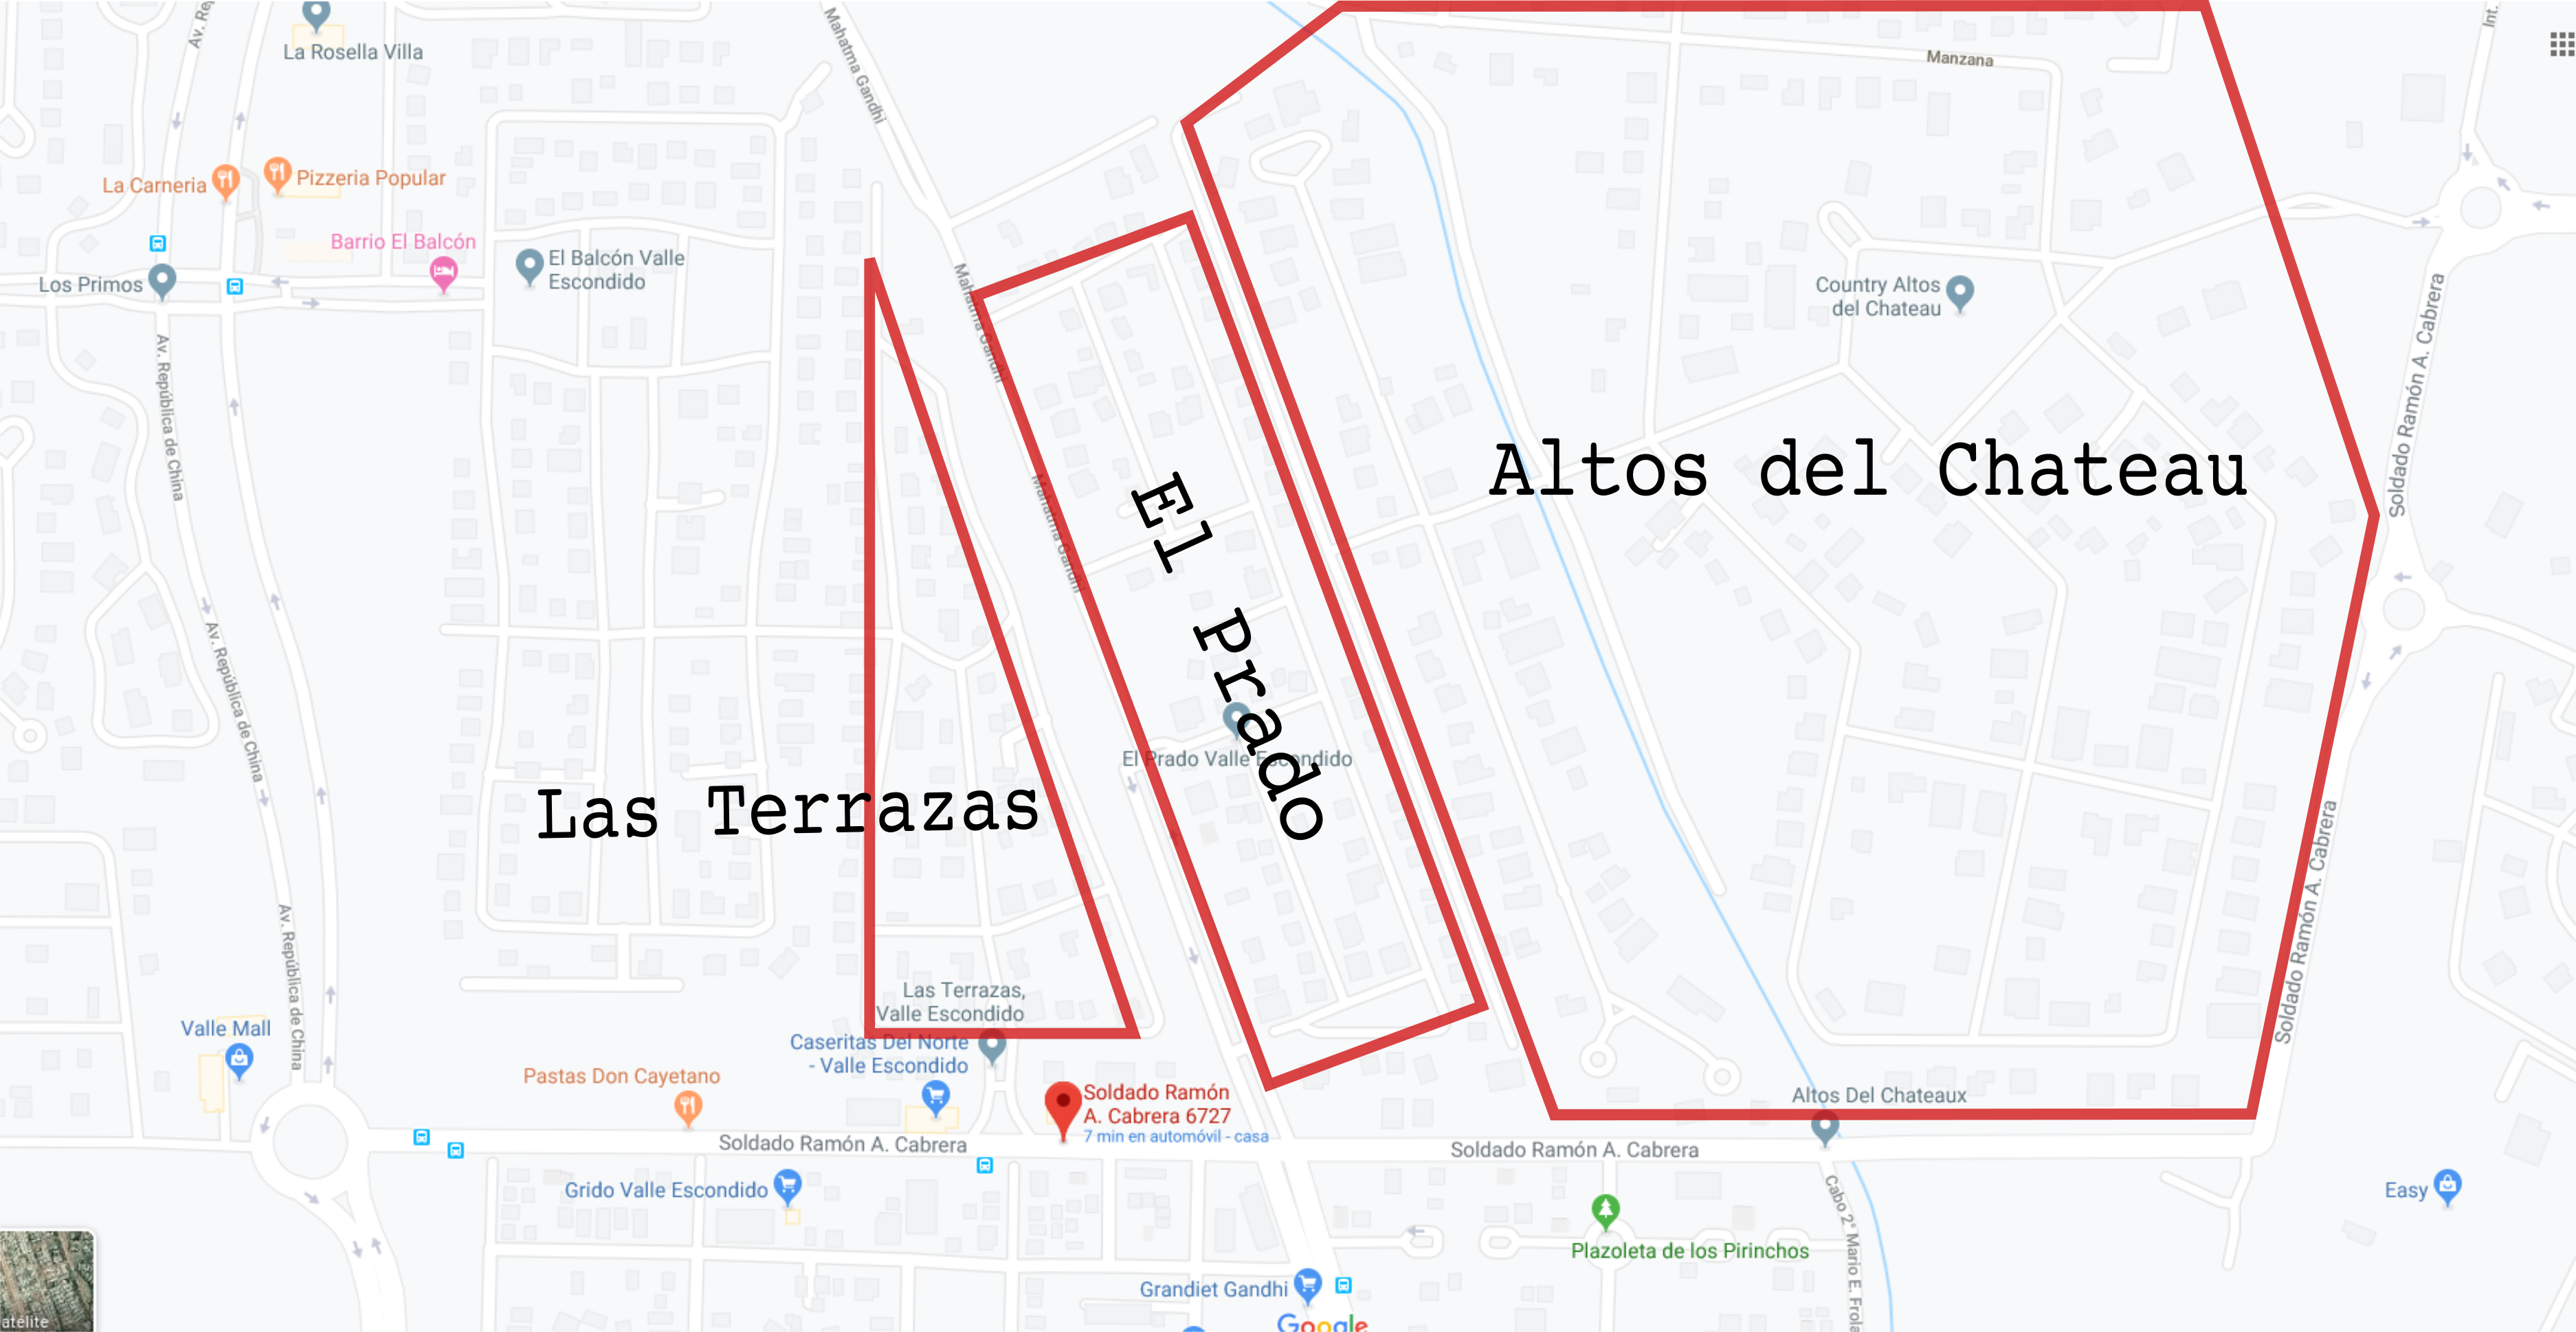 Av. Re
La Rosella Villa
Mahatma Gandhi
Manzana
Int.
La Carneria
Pizzeria Popular
Barrio El Balcón
El Balcón Valle
Escondido
Los Primos
Country Altos
del Chateau
Mahatma Gandhi
Soldado Ramón A. Cabrera
Av. República de China
Altos del Chateau
Mahatma Gandhi
El Prado
Av. República de China
El Prado Valle Escondido
Las Terrazas
Soldado Ramón A. Cabrera
Av. República de China
Las Terrazas,
Valle Escondido
Valle Mall
Caseritas Del Norte
- Valle Escondido
Pastas Don Cayetano
Soldado Ramón
A. Cabrera 6727
7 min en automóvil - casa
Altos Del Chateaux
Soldado Ramón A. Cabrera
Soldado Ramón A. Cabrera
Grido Valle Escondido
Cabo 2° Mario E. Frola
Easy
Plazoleta de los Pirinchos
Grandiet Gandhi
Google
atélite